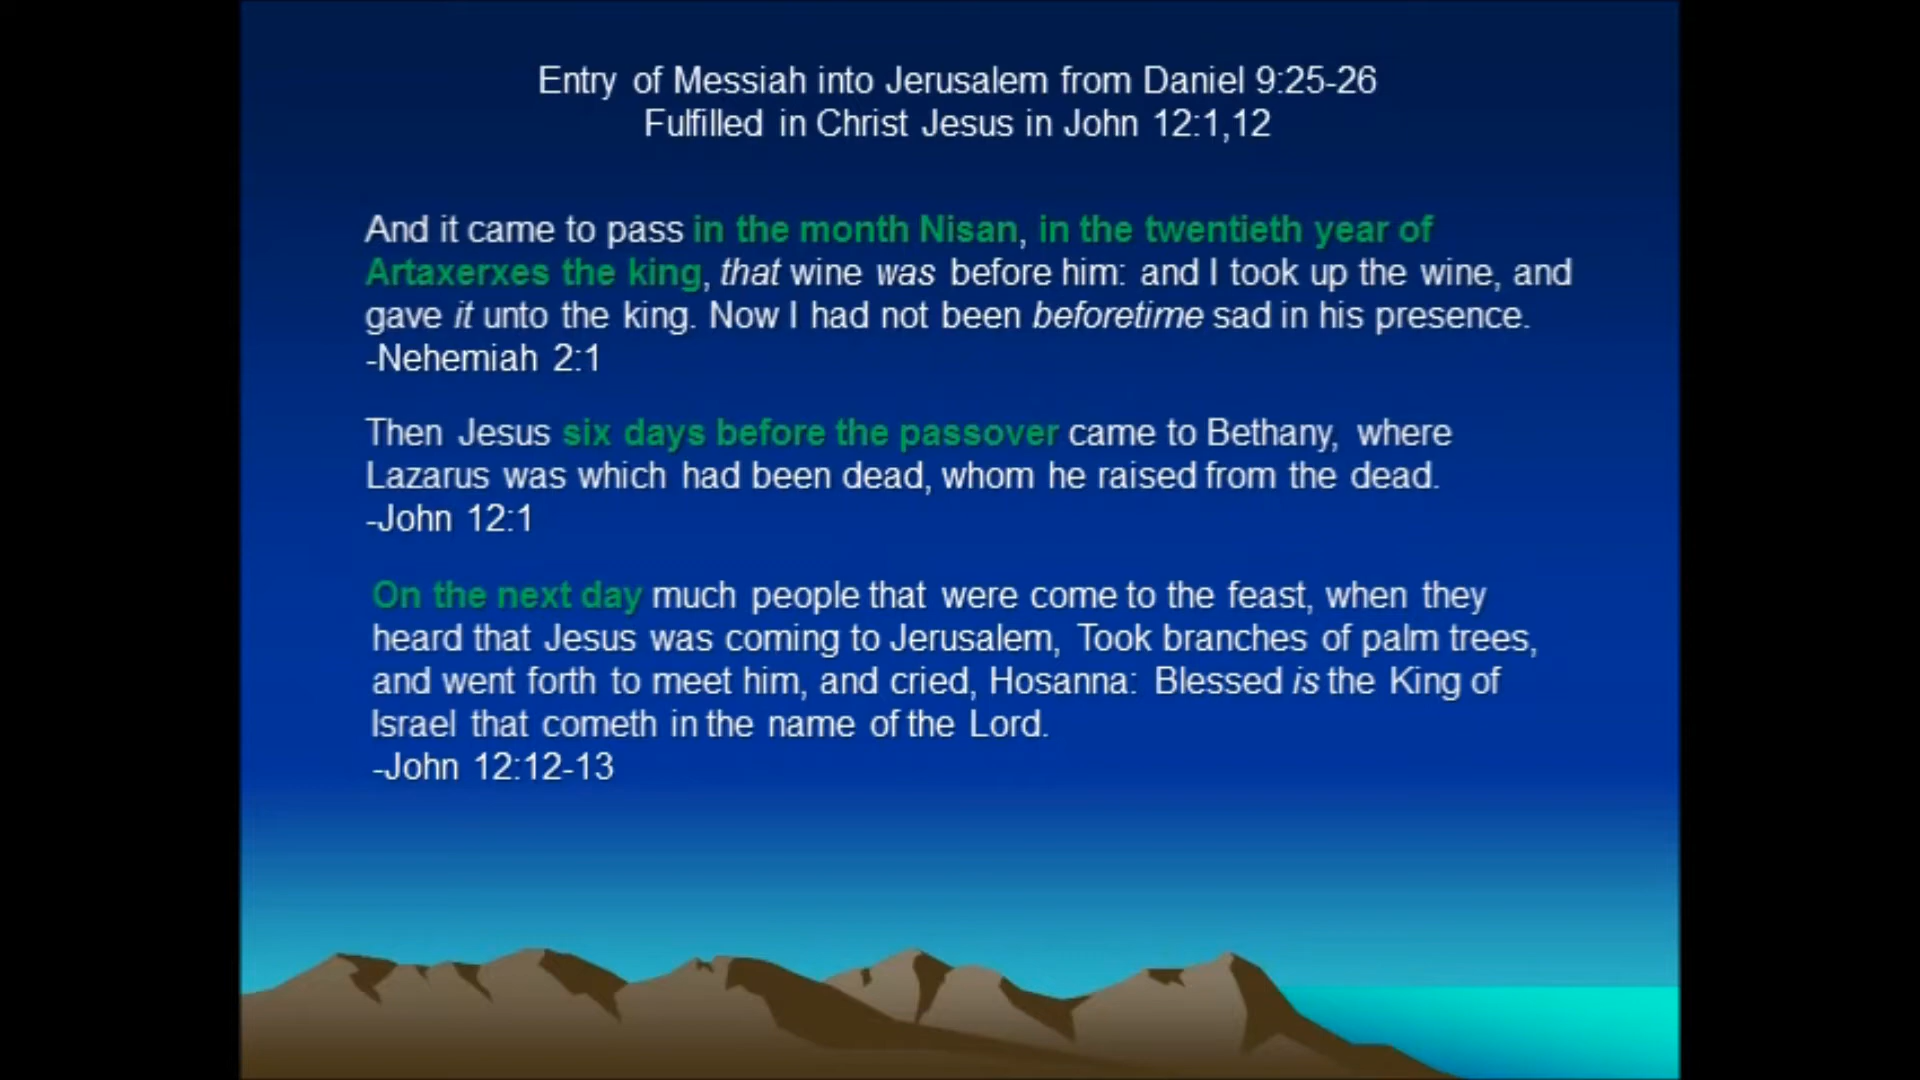 Entry of Messiah into Jerusalem from Daniel 9:25-26
Fulfilled in Christ Jesus in John 12:1,12
And it came to pass in the month Nisan, in the twentieth year of
Artaxerxes the king, that wine was before him: and I took up the wine, and
gave it unto the king. Now I had not been beforetime sad in his presence.
-Nehemiah 2:1
Then Jesus six days before the passover came to Bethany, where
Lazarus was which had been dead, whom he raised from the dead.
-John 12:1
On the next day much people that were come to the feast, when they
heard that Jesus was coming to Jerusalem, Took branches of palm trees,
and went forth to meet him, and cried, Hosanna: Blessed is the King of
Israel that cometh in the name of the Lord.
-John 12:12-13